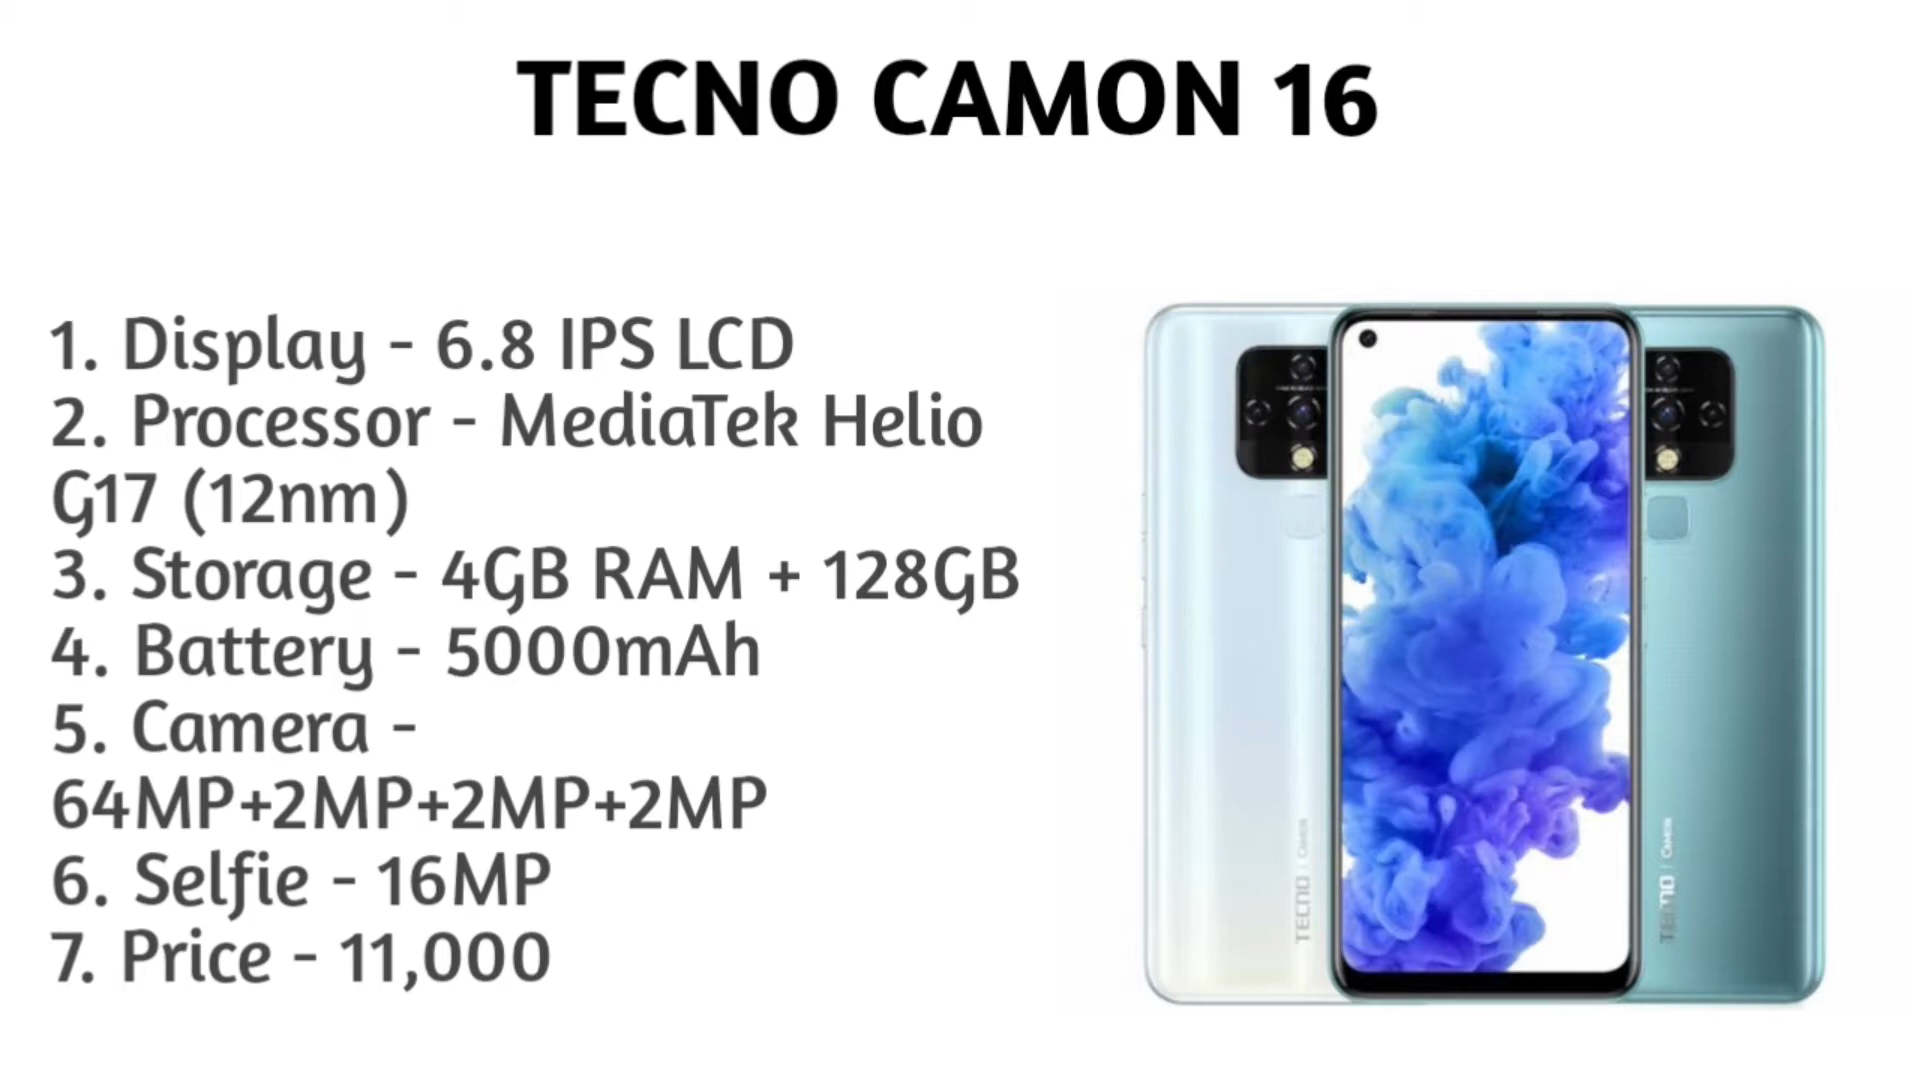 TECNO CAMON 16
1. Display - 6.8 IPS LCD
2. Processor - MediaTek Helio
G17 (12nm)
3. Storage - 4GB RAM + 128GB
4. Battery - 5000mAh
5. Camera -
64MP+2MP+2MP+2MP
6. Selfie - 16MP
7. Price - 11,000
TECNO | CAMON
TECNO | CAMON